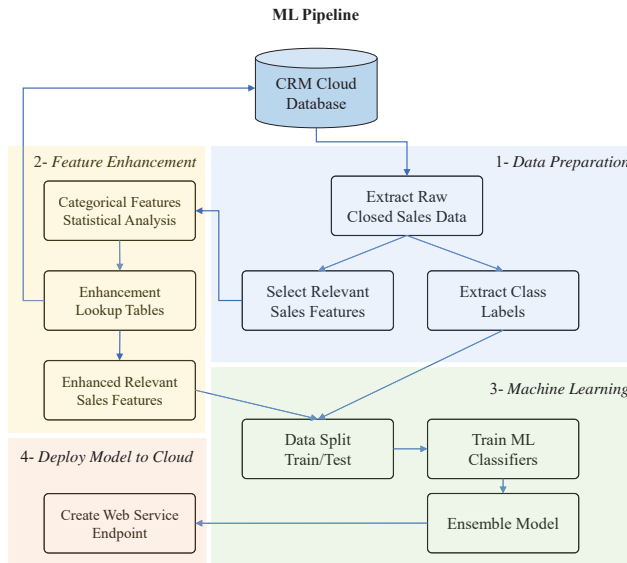 ML Pipeline
CRM Cloud
Database
2- Feature Enhancement
1- Data Preparation
Categorical Features
Statistical Analysis
Extract Raw
Closed Sales Data
Enhancement
Lookup Tables
Select Relevant
Sales Features
Extract Class
Labels
Enhanced Relevant
Sales Features
3- Machine Learning
Data Split
Train/Test
Train ML
Classifiers
4- Deploy Model to Cloud
Create Web Service
Endpoint
Ensemble Model